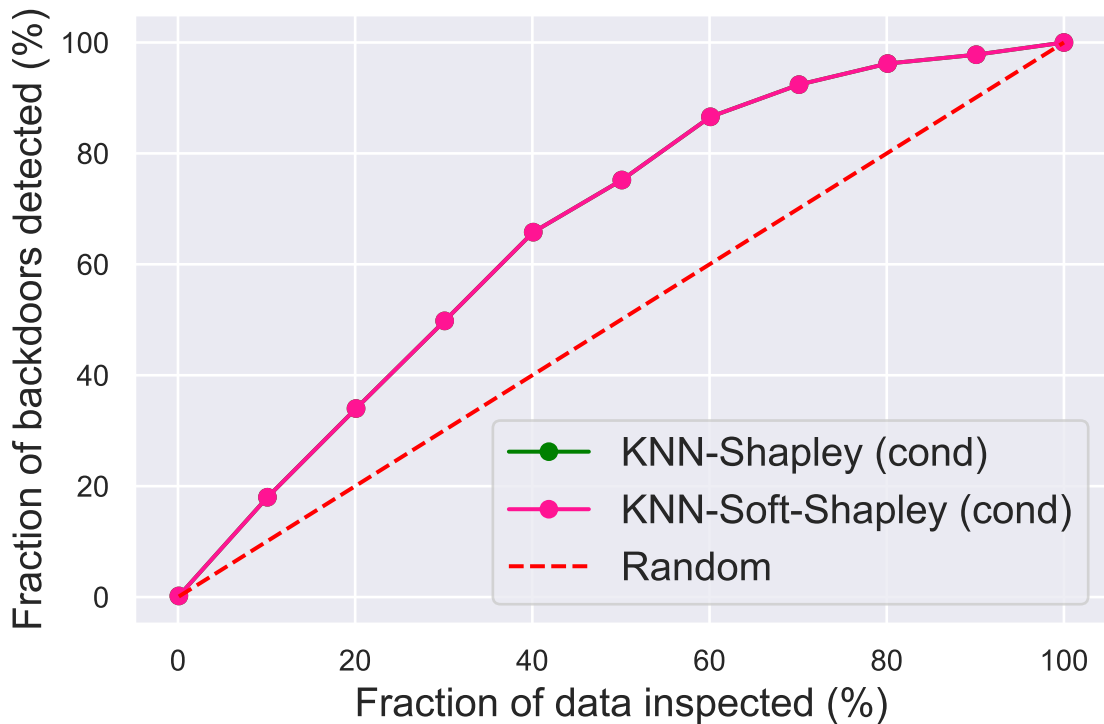 Fraction of backdoors detected (%)
100
80
60
40
20
0
KNN-Shapley (cond)
KNN-Soft-Shapley (cond)
Random
0 20 40 60 80 100
Fraction of data inspected (%)